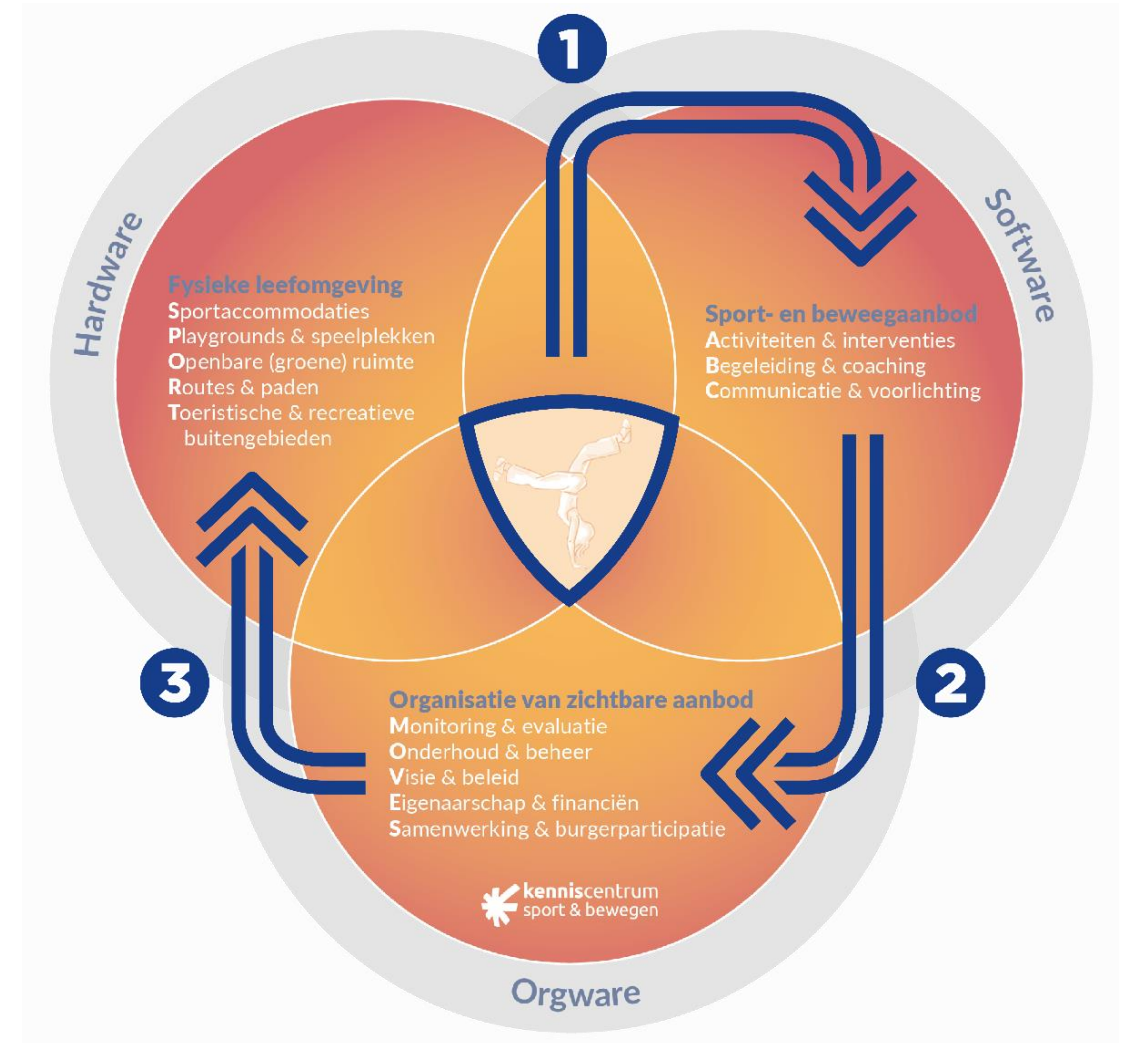 1
Hardware
Software
Fysieke leefomgeving
Sportaccommodaties
Playgrounds & speelplekken
Openbare (groene) ruimte
Routes & paden
Toeristische & recreatieve
buitengebieden
Sport- en beweegaanbod
Activiteiten & interventies
Begeleiding & coaching
Communicatie & voorlichting
3
2
Organisatie van zichtbare aanbod
Monitoring & evaluatie
Onderhoud & beheer
Visie & beleid
Eigenaarschap & financiën
Samenwerking & burgerparticipatie
kenniscentrum
sport & bewegen
Orgware